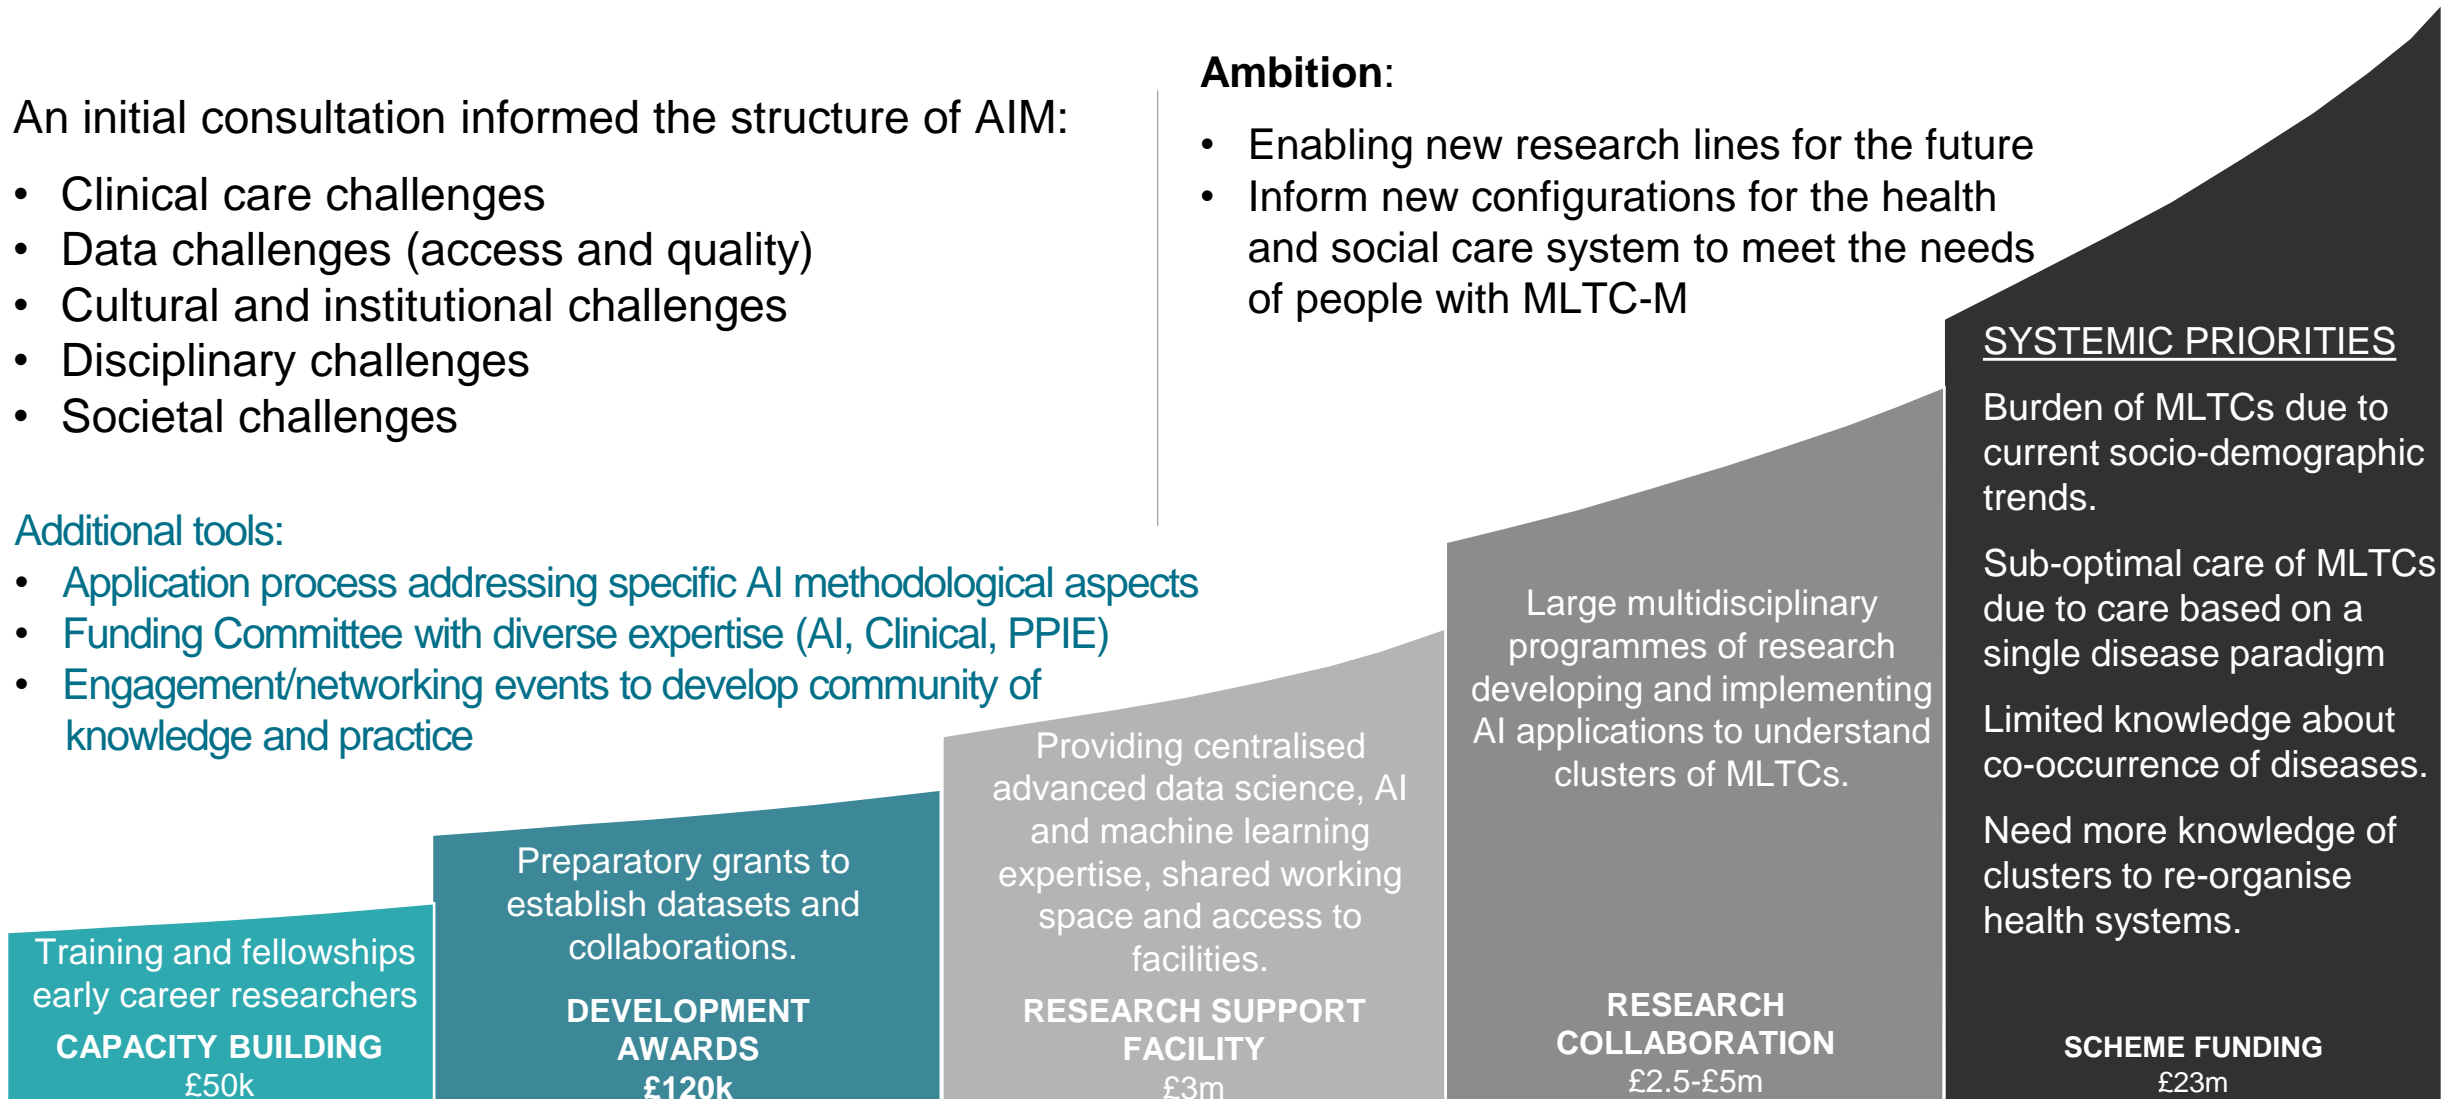 An initial consultation informed the structure of AIM:
• Clinical care challenges
• Data challenges (access and quality)
• Cultural and institutional challenges
• Disciplinary challenges
• Societal challenges
Additional tools:
• Application process addressing specific AI methodological aspects
• Funding Committee with diverse expertise (AI, Clinical, PPIE)
• Engagement/networking events to develop community of
knowledge and practice
Ambition:
• Enabling new research lines for the future
• Inform new configurations for the health
and social care system to meet the needs
of people with MLTC-M
Training and fellowships
early career researchers
CAPACITY BUILDING
£50k
Preparatory grants to
establish datasets and
collaborations.
DEVELOPMENT
AWARDS
£120k
Providing centralised
advanced data science, AI
and machine learning
expertise, shared working
space and access to
facilities.
RESEARCH SUPPORT
FACILITY
£3m
Large multidisciplinary
programmes of research
developing and implementing
AI applications to understand
clusters of MLTCs.
RESEARCH
COLLABORATION
£2.5-£5m
SYSTEMIC PRIORITIES
Burden of MLTCs due to
current socio-demographic
trends.
Sub-optimal care of MLTCs
due to care based on a
single disease paradigm
Limited knowledge about
co-occurrence of diseases.
Need more knowledge of
clusters to re-organise
health systems.
SCHEME FUNDING
£23m